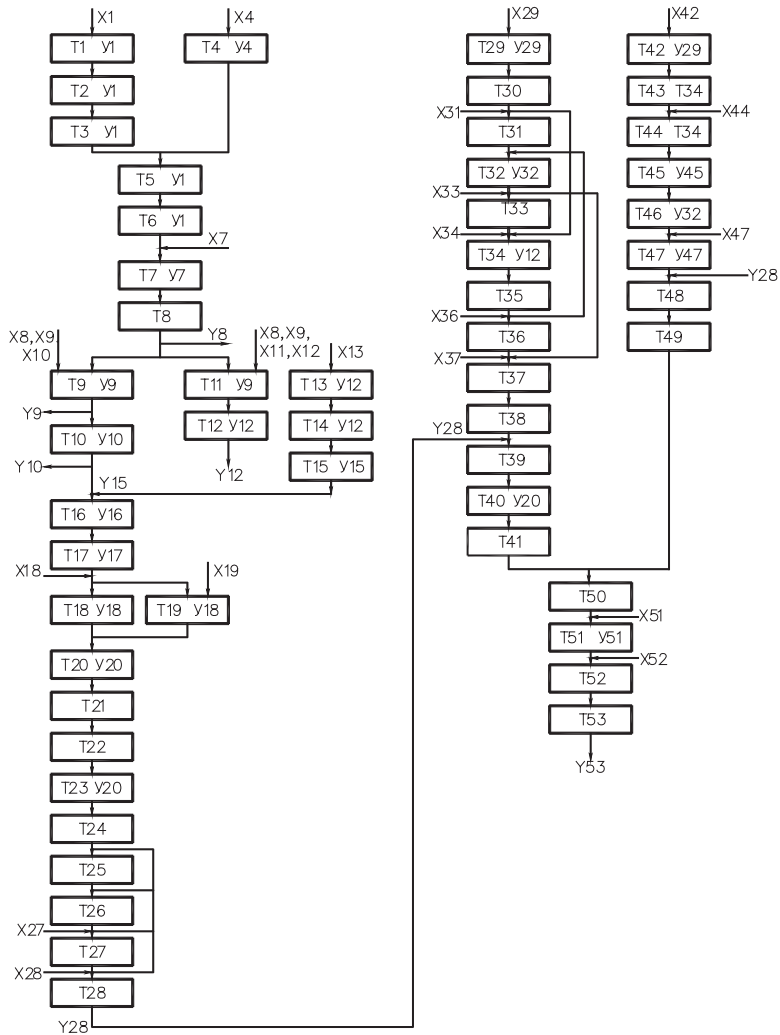 X1
X4
T1 У1
T4 У4
T2 У1
T3 У1
T5 У1
T6 У1
X7
T7 У7
T8
X8,X9,
X10
Y8
X8,X9,
X11,X12
X13
T9 У9
T11 У9
T13 У12
Y9
T10 У10
T12 У12
T14 У12
Y10
Y12
T15 У15
Y15
T16 У16
T17 У17
X18
X19
T18 У18
T19 У18
T20 У20
T21
T22
T23 У20
T24
T25
T26
X27
T27
X28
T28
Y28
X29
T29 У29
T30
X31
T31
T32 У32
X33
T33
X34
T34 У12
T35
X36
T36
X37
T37
T38
Y28
T39
T40 У20
T41
X42
T42 У29
T43 T34
X44
T44 T34
T45 У45
T46 У32
X47
T47 У47
Y28
T48
T49
T50
X51
T51 У51
X52
T52
T53
Y53